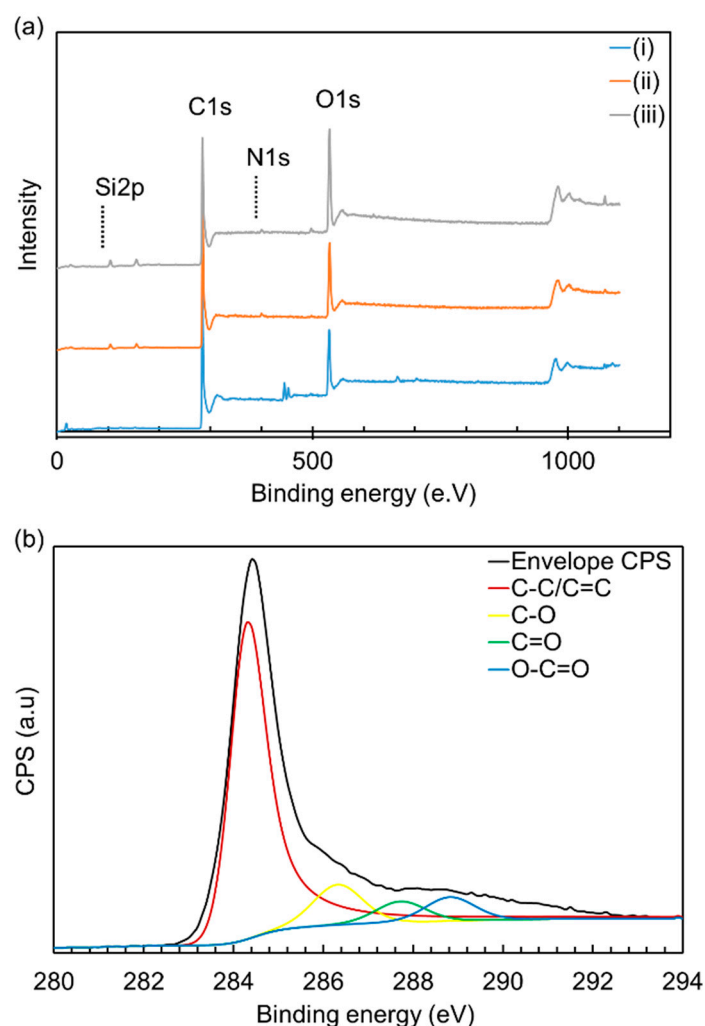 (a)
(i)
(ii)
(iii)
C1s
O1s
N1s
Si2p
Intensity
0
500
1000
Binding energy (e.V)
(b)
Envelope CPS
C-C/C=C
C-O
C=O
O-C=O
CPS (a.u)
280 282 284 286 288 290 292 294
Binding energy (eV)